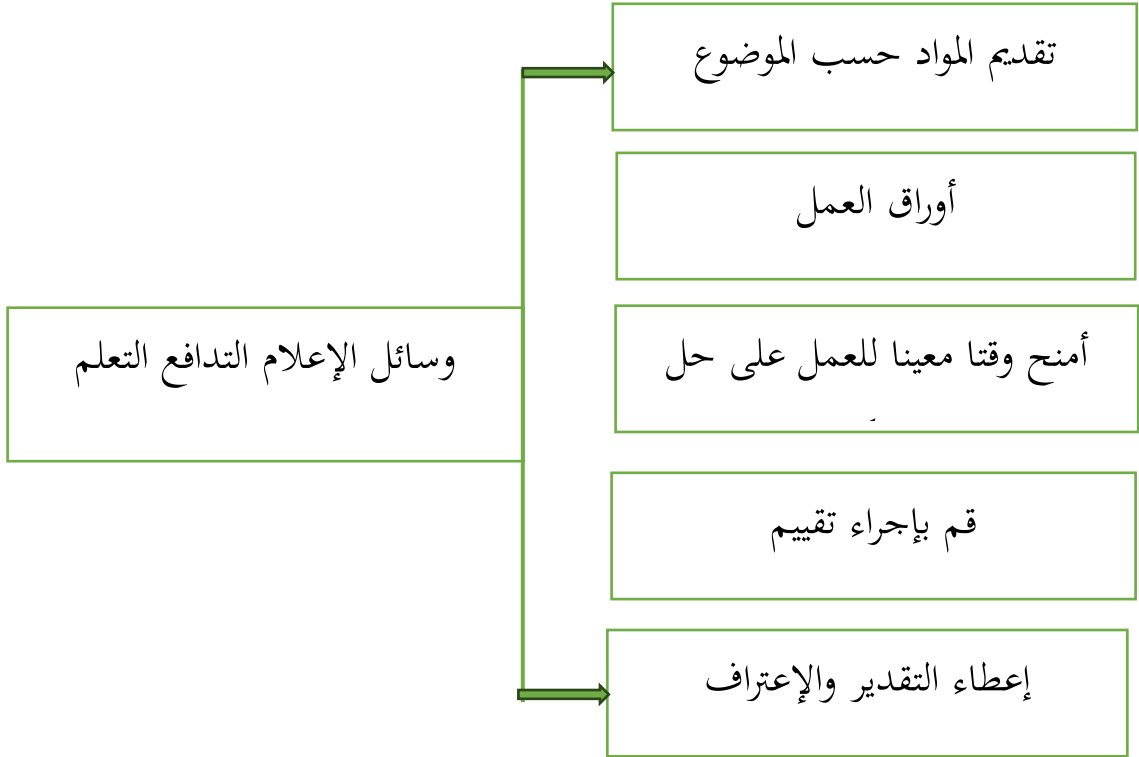 تقديم المواد حسب الموضوع
أوراق العمل
وسائل الإعلام التدافع التعلم
أمنح وقتا معينا للعمل على حل
قم بإجراء تقييم
إعطاء التقدير والإعتراف